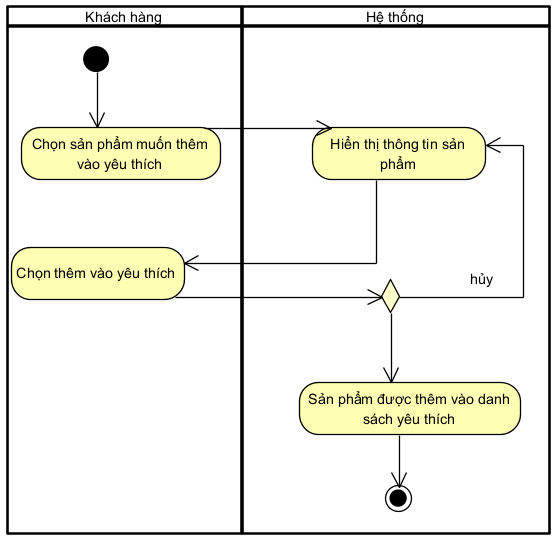 Khách hàng
Hệ thống
Chọn sản phẩm muốn thêm
vào yêu thích
Hiển thị thông tin sản
phẩm
Chọn thêm vào yêu thích
hủy
Sản phẩm được thêm vào danh
sách yêu thích